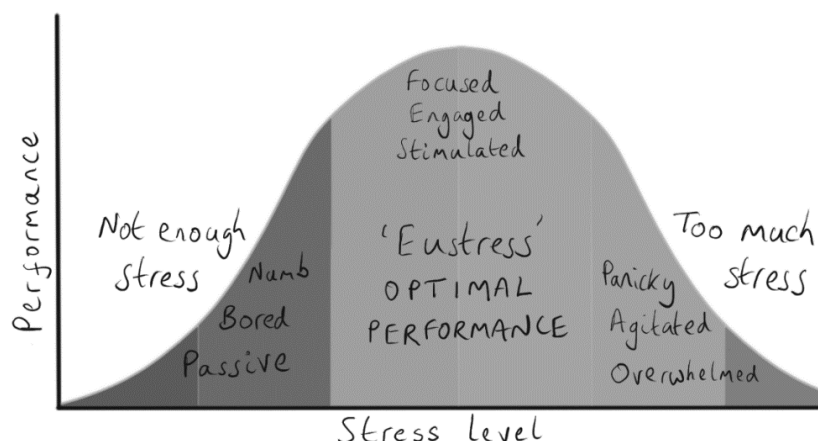 Performance
Focused
Engaged
Stimulated
Not enough
stress
Numb
Bored
Passive
'Eustress'
OPTIMAL
PERFORMANCE
Too much
stress
Panicky
Agitated
Overwhelmed
Stress level